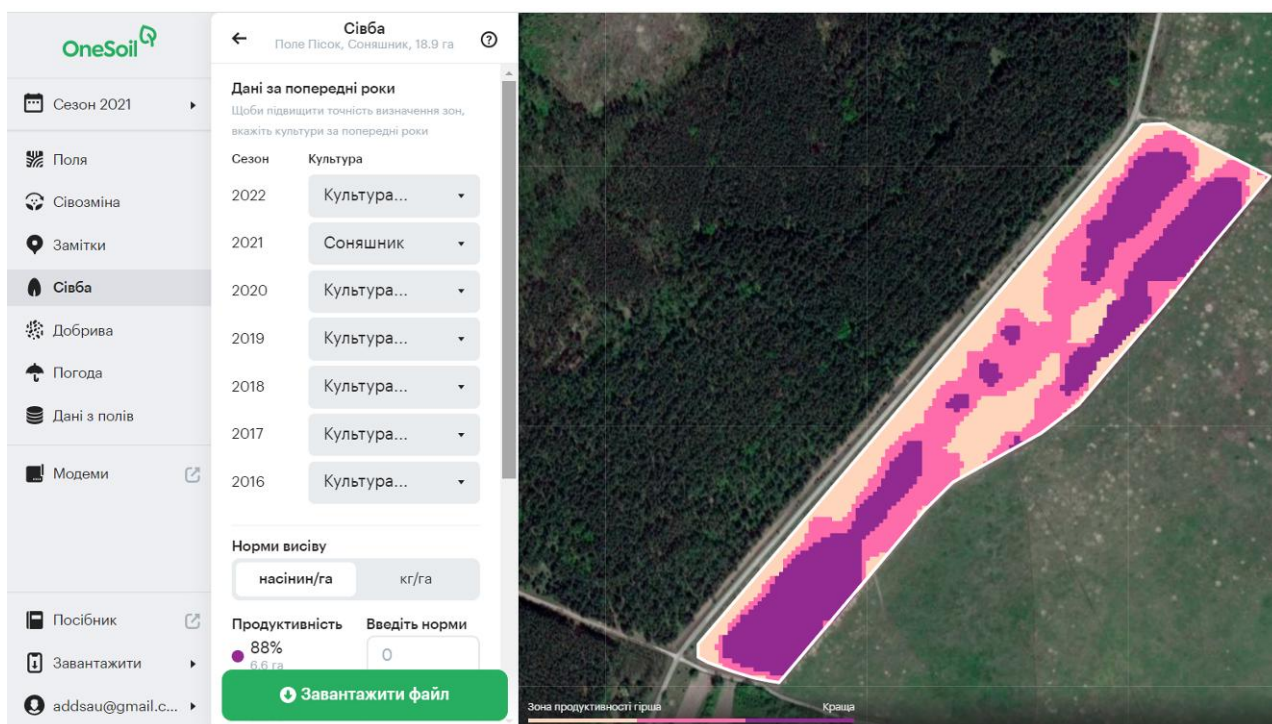 OneSoil
Сезон 2021
Поля
Сівозміна
Замітки
Сівба
Добрива
Погода
Дані з полів
Модеми
Посібник
Завантажити
addsau@gmail.c...
Сівба
Поле Пісок, Соняшник, 18.9 га
Дані за попередні роки
Щоби підвищити точність визначення зон,
вкажіть культури за попередні роки
Сезон Культура
2022 Культура...
2021 Соняшник
2020 Культура...
2019 Культура...
2018 Культура...
2017 Культура...
2016 Культура...
Норми висіву
насінин/га кг/га
Продуктивність Введіть норми
88% 0
6.6 га
Завантажити файл
Зона продуктивності гірша Краща